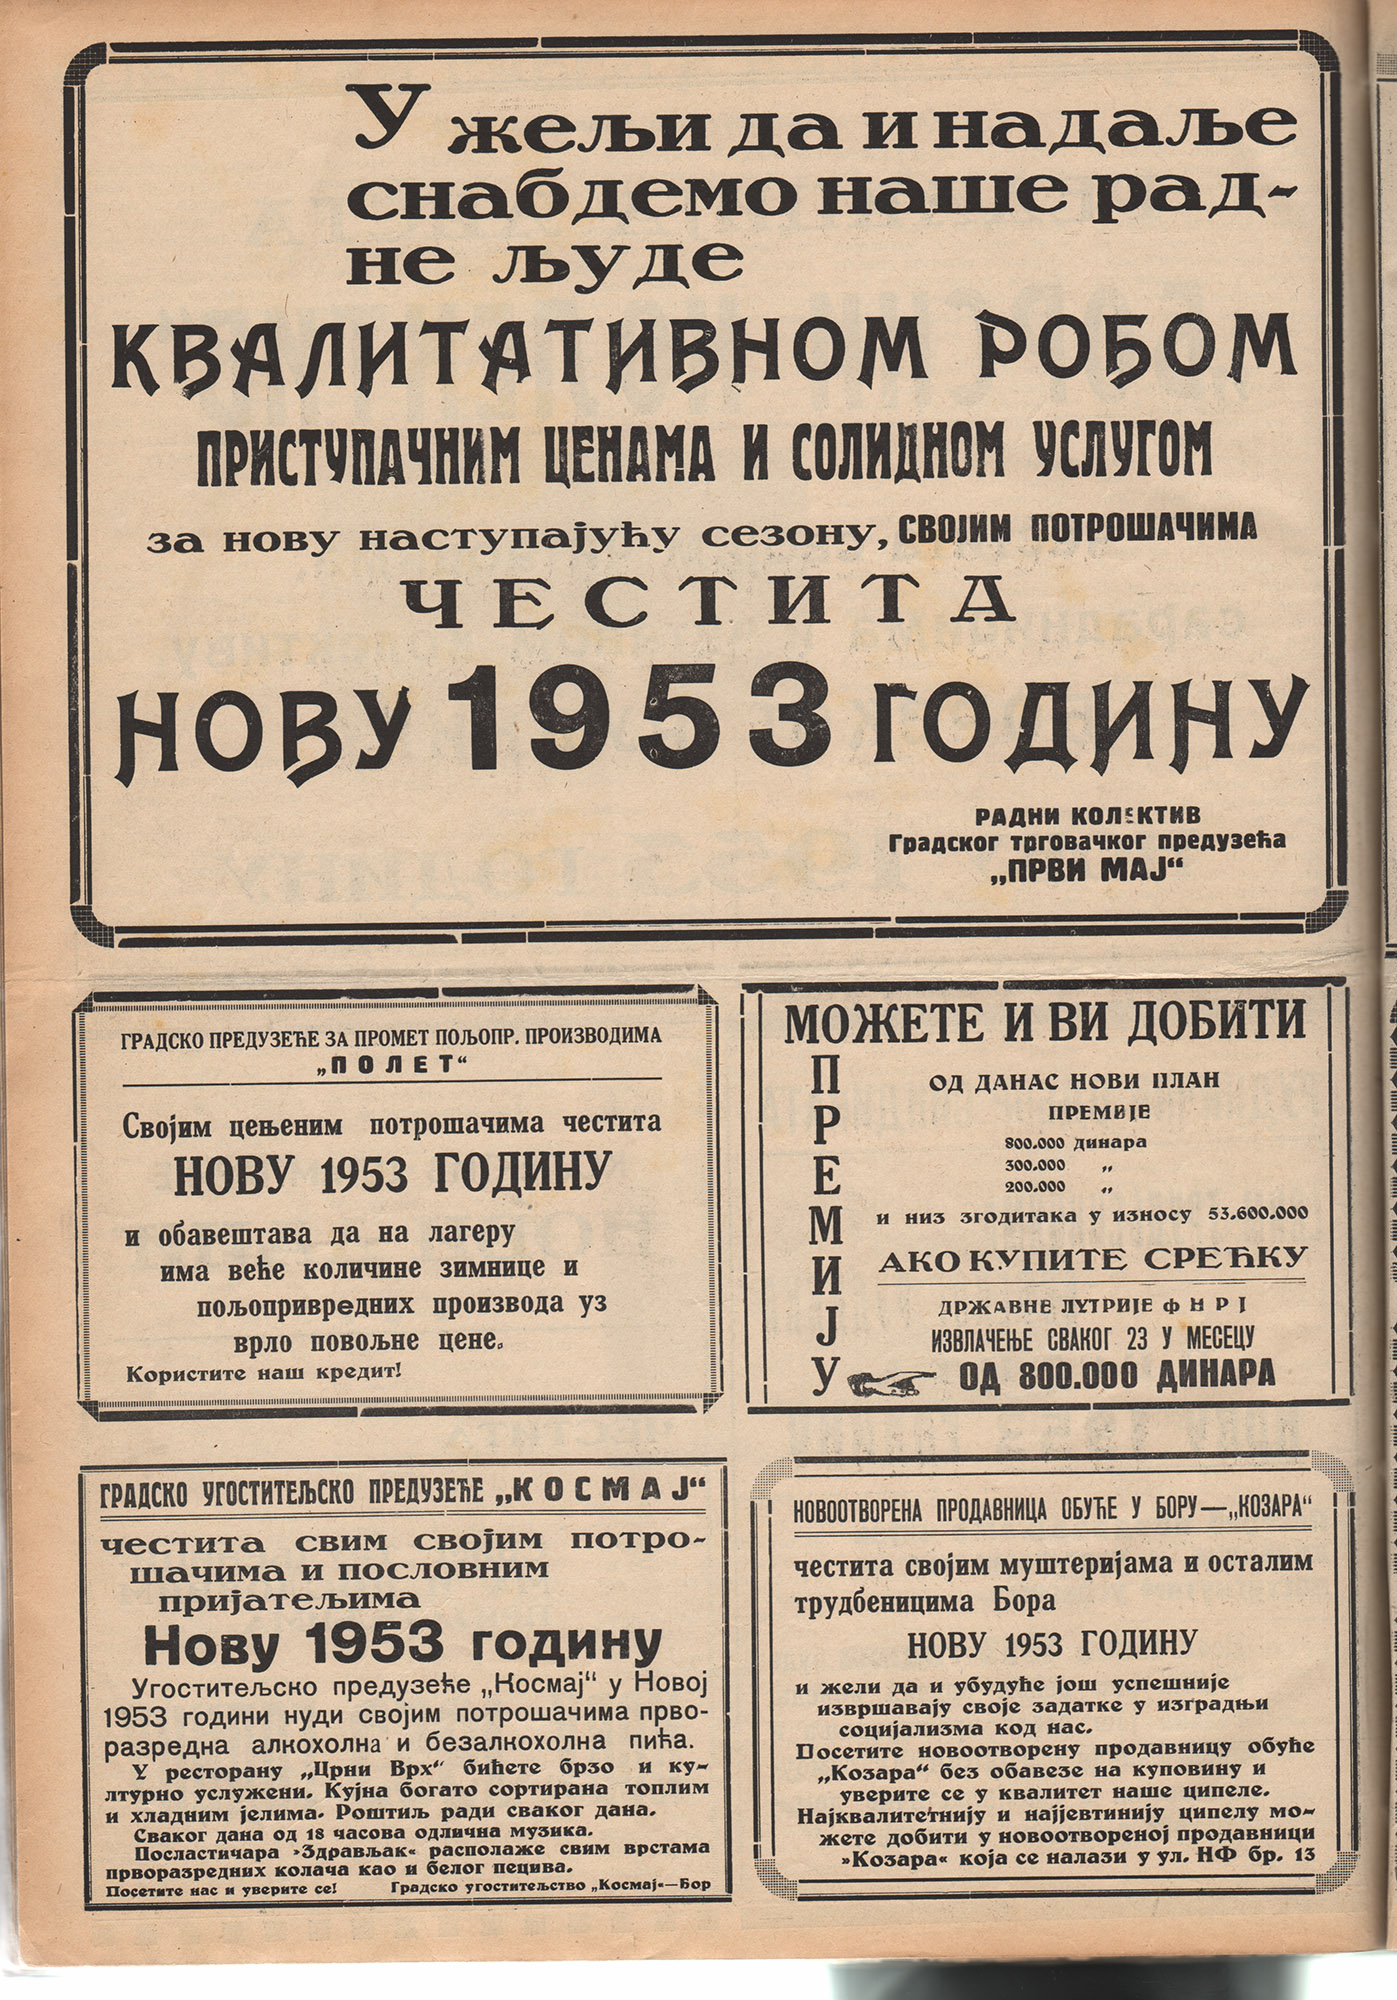 У жељи да и надаље
снабдемо наше рад-
не људе
КВАЛИТАТИВНОМ РОБОМ
ПРИСТУПАЧНИМ ЦЕНАМА И СОЛИДНОМ УСЛУГОМ
за нову наступајућу сезону, СВОЈИМ ПОТРОШАЧИМА
ЧЕСТИТА
НОВУ 1953 ГОДИНУ
РАДНИ КОЛЕКТИВ
Градског трговачког предузећа
„ПРВИ МАЈ“
ГРАДСКО ПРЕДУЗЕЋЕ ЗА ПРОМЕТ ПОЉОПР. ПРОИЗВОДИМА
„ПОЛЕТ“
Својим цењеним потрошачима честита
НОВУ 1953 ГОДИНУ
и обавештава да на лагеру
има веће количине зимнице и
пољопривредних производа уз
врло повољне цене.
Користите наш кредит!
МОЖЕТЕ И ВИ ДОБИТИ
ПРЕМИЈУ
ОД ДАНАС НОВИ ПЛАН
ПРЕМИЈЕ
800.000 динара
300.000 „
200.000 „
и низ згодитака у износу 53.600.000
АКО КУПИТЕ СРЕЋКУ
ДРЖАВНЕ ЛУТРИЈЕ Ф Н Р Ј
ИЗВЛАЧЕЊЕ СВАКОГ 23 У МЕСЕЦУ
ОД 800.000 ДИНАРА
ГРАДСКО УГОСТИТЕЉСКО ПРЕДУЗЕЋЕ „КОСМАЈ“
честита свим својим потро-
шачима и пословним
пријатељима
Нову 1953 годину
Угоститељско предузеће „Космај“ у Новој
1953 години нуди својим потрошачима прво-
разредна алкохолна и безалкохолна пића.
У ресторану „Црни Врх“ бићете брзо и ку-
лтурно услужени. Кујна богато сортирана топлим
и хладним јелима. Роштиљ ради сваког дана.
Сваког дана од 18 часова одлична музика.
Посластичара »Здрављак« располаже свим врстама
прворазредних колача као и белог пецива.
Посетите нас и уверите се! Градско угоститељство „Космај“—Бор
НОВООТВОРЕНА ПРОДАВНИЦА ОБУЋЕ У БОРУ—„КОЗАРА“
честита својим муштеријама и осталим
трудбеницима Бора
НОВУ 1953 ГОДИНУ
и жели да и убудуће још успешније
извршавају своје задатке у изградњи
социјализма код нас.
Посетите новоотворену продавницу обуће
„Козара“ без обавезе на куповину и
уверите се у квалитет наше ципеле.
Најквалитетнију и најјевтинију ципелу мо-
жете добити у новоотвореној продавници
»Козара« која се налази у ул. НФ бр. 13